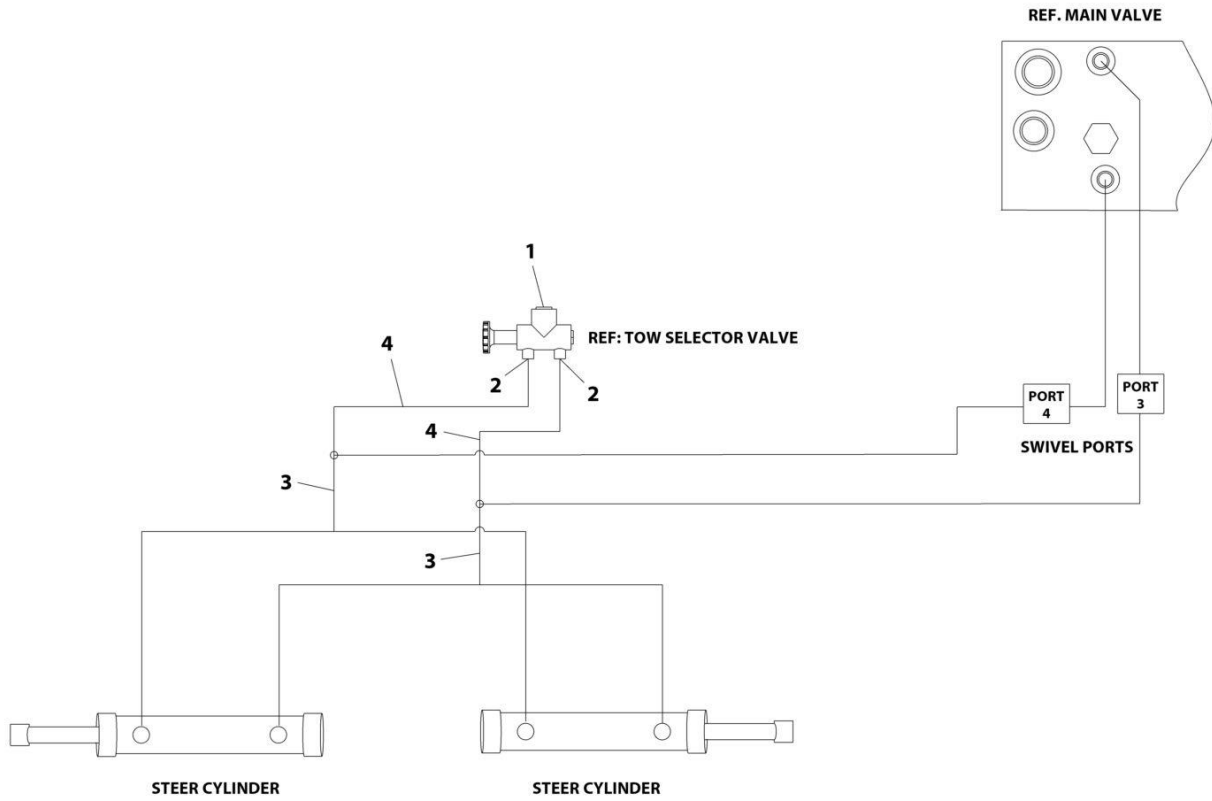 REF. MAIN VALVE
1
REF: TOW SELECTOR VALVE
4
2
2
PORT
3
PORT
4
4
SWIVEL PORTS
3
3
STEER CYLINDER
STEER CYLINDER